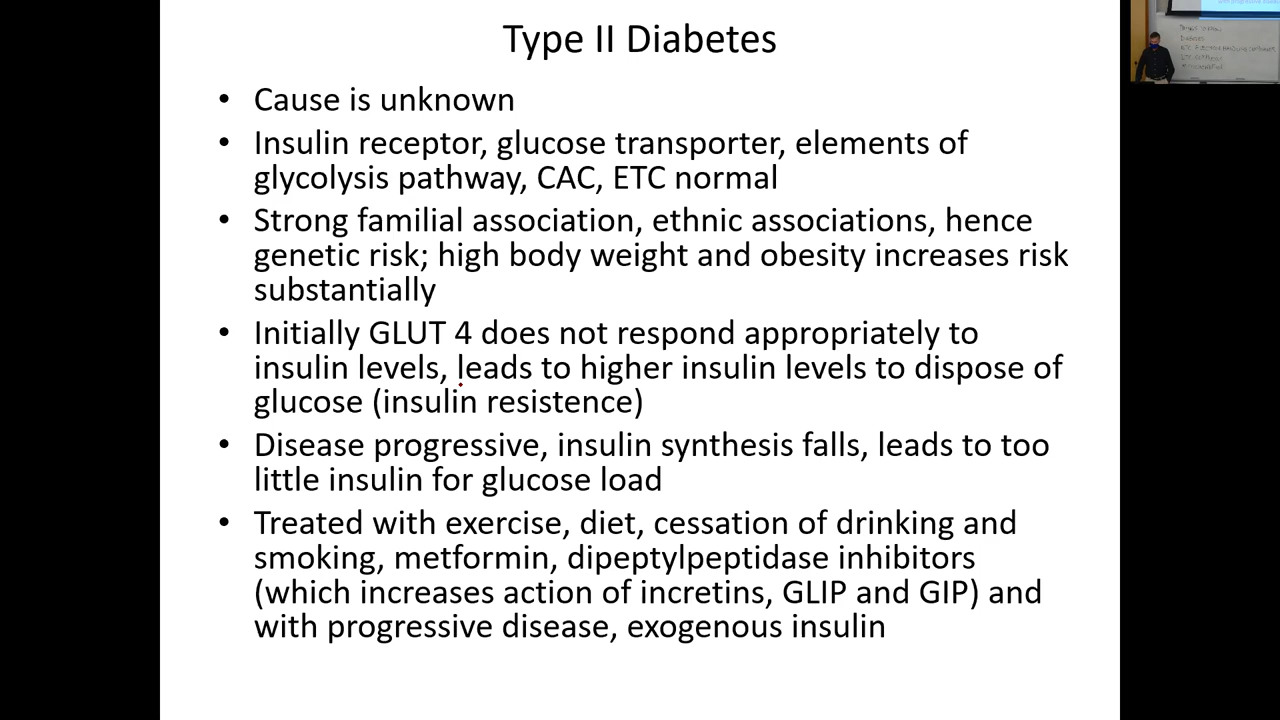 Type II Diabetes
• Cause is unknown
• Insulin receptor, glucose transporter, elements of
glycolysis pathway, CAC, ETC normal
• Strong familial association, ethnic associations, hence
genetic risk; high body weight and obesity increases risk
substantially
• Initially GLUT 4 does not respond appropriately to
insulin levels, leads to higher insulin levels to dispose of
glucose (insulin resistence)
• Disease progressive, insulin synthesis falls, leads to too
little insulin for glucose load
• Treated with exercise, diet, cessation of drinking and
smoking, metformin, dipeptylpeptidase inhibitors
(which increases action of incretins, GLIP and GIP) and
with progressive disease, exogenous insulin
Diabetes